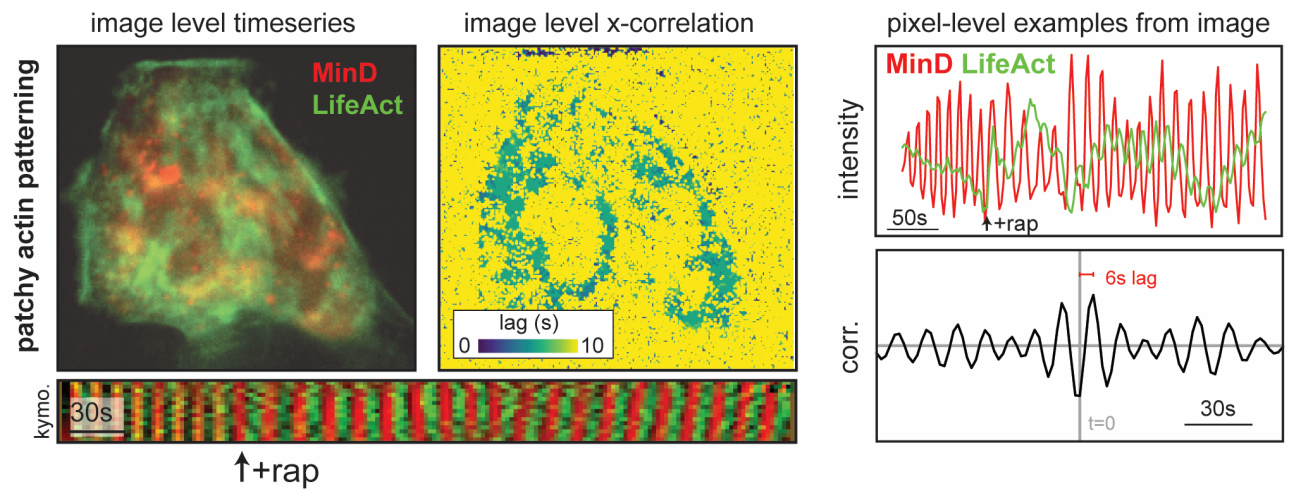 image level timeseries
image level x-correlation
pixel-level examples from image
patchy actin patterning
MinD
LifeAct
lag (s)
0
10
kymo.
30s
+rap
MinD LifeAct
intensity
50s
+rap
corr.
6s lag
t=0
30s